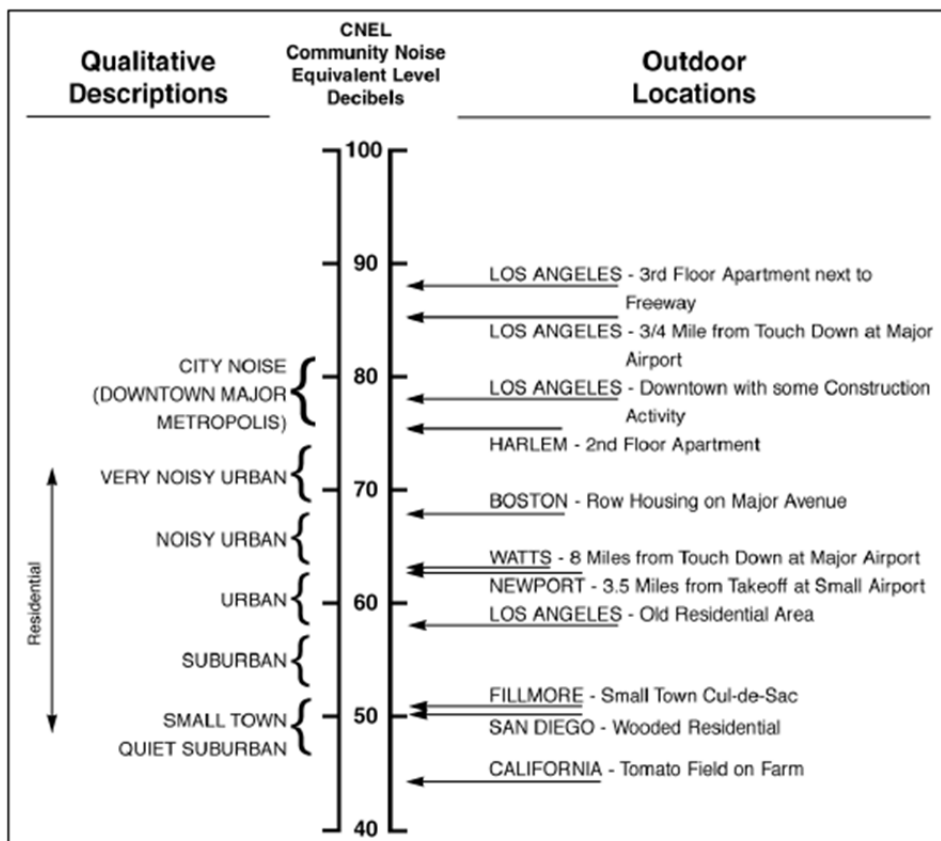 CNEL
Community Noise
Equivalent Level
Decibels
Qualitative
Descriptions
Outdoor
Locations
100
90
80
70
60
50
40
CITY NOISE
(DOWNTOWN MAJOR
METROPOLIS)
VERY NOISY URBAN
NOISY URBAN
URBAN
SUBURBAN
SMALL TOWN
QUIET SUBURBAN
Residential
LOS ANGELES - 3rd Floor Apartment next to
Freeway
LOS ANGELES - 3/4 Mile from Touch Down at Major
Airport
LOS ANGELES - Downtown with some Construction
Activity
HARLEM - 2nd Floor Apartment
BOSTON - Row Housing on Major Avenue
WATTS - 8 Miles from Touch Down at Major Airport
NEWPORT - 3.5 Miles from Takeoff at Small Airport
LOS ANGELES - Old Residential Area
FILLMORE - Small Town Cul-de-Sac
SAN DIEGO - Wooded Residential
CALIFORNIA - Tomato Field on Farm